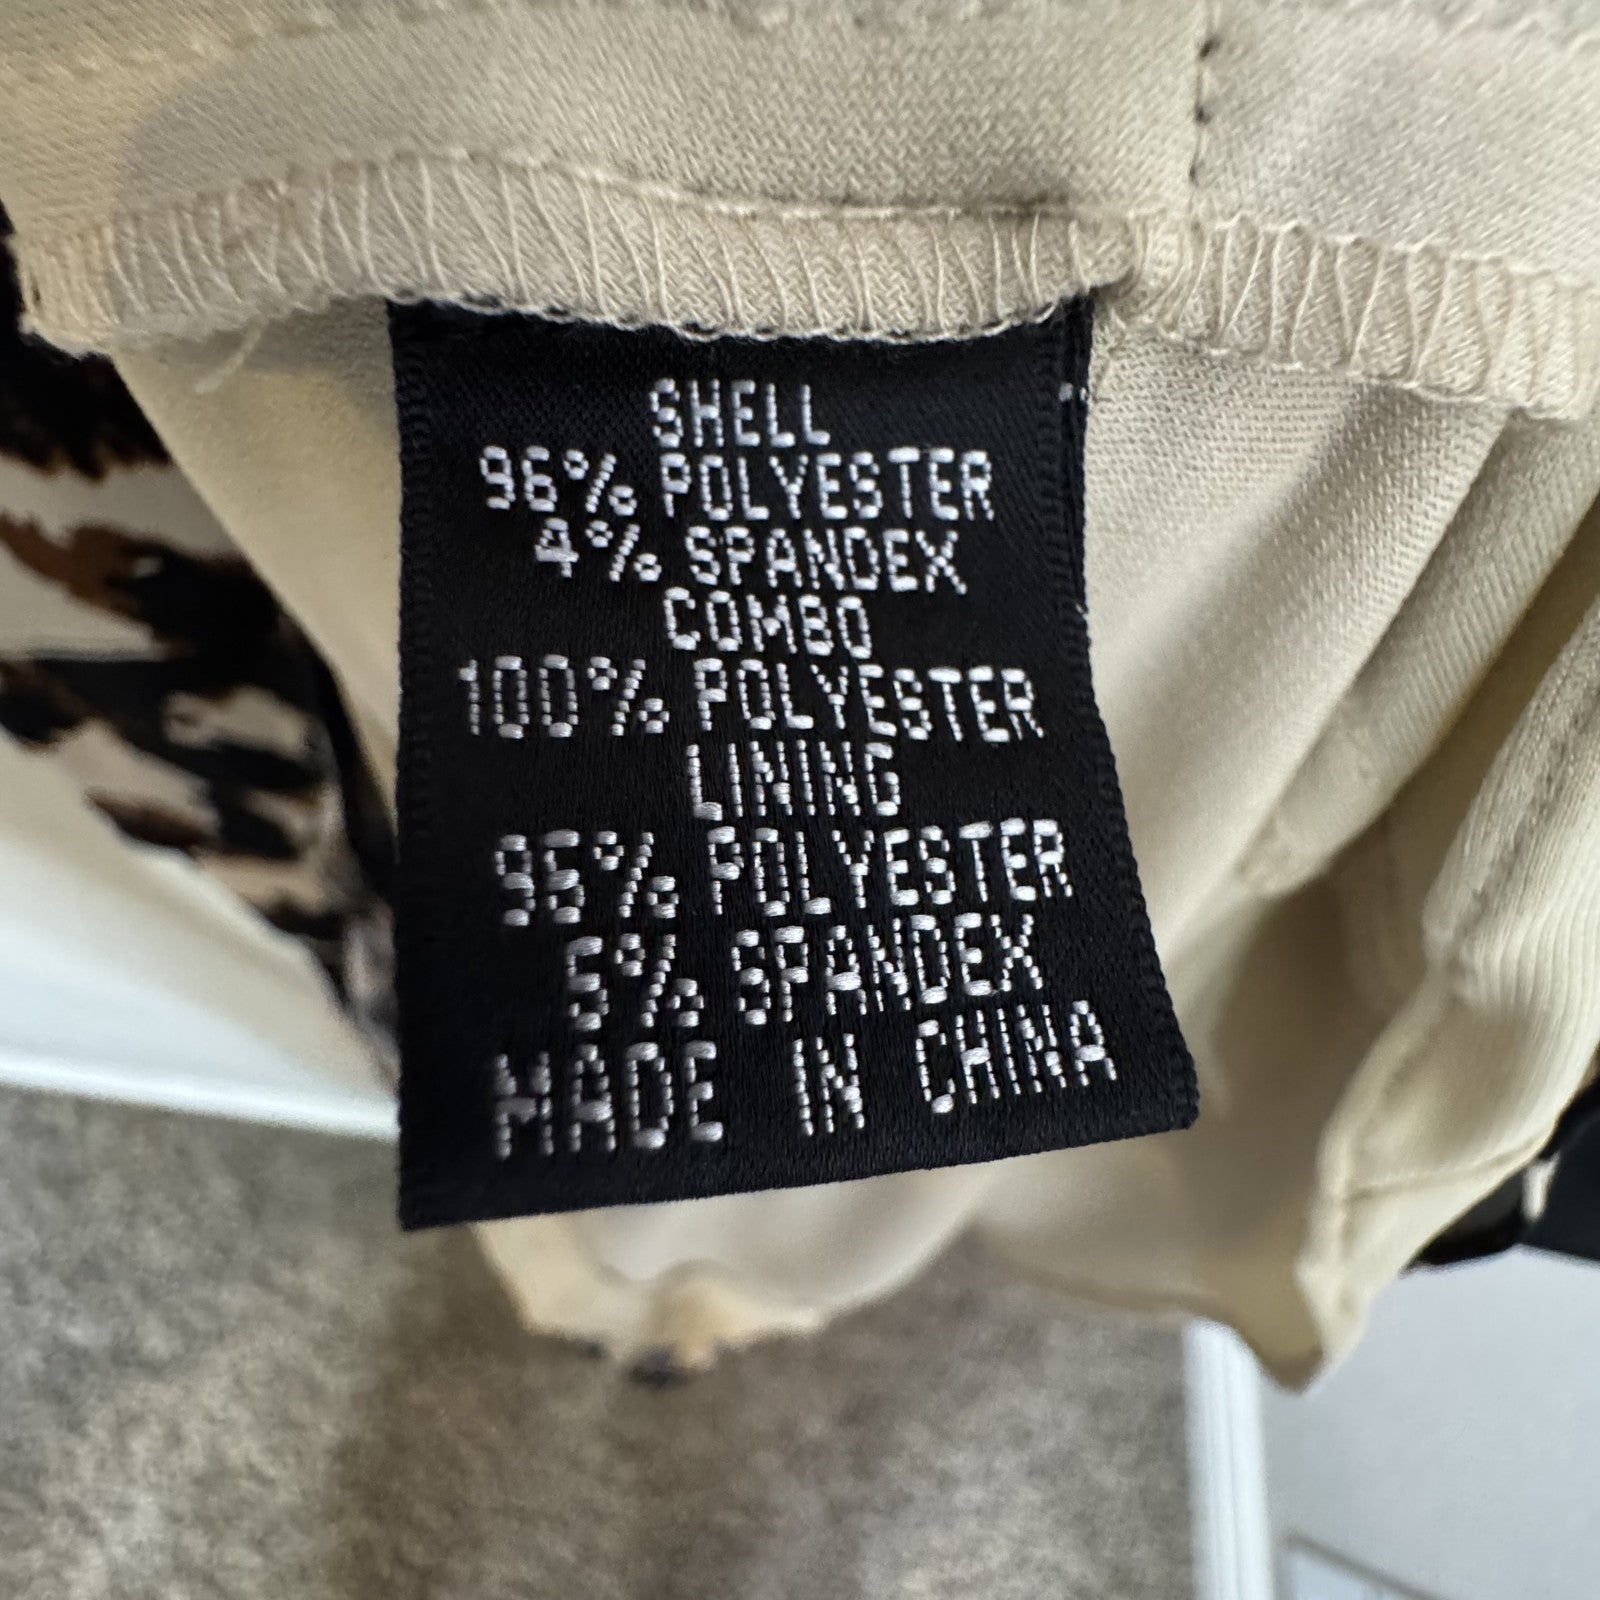 SHELL
96% POLYESTER
4% SPANDEX
COMBO
100% POLYESTER
LINING
95% POLYESTER
5% SPANDEX
MADE IN CHINA